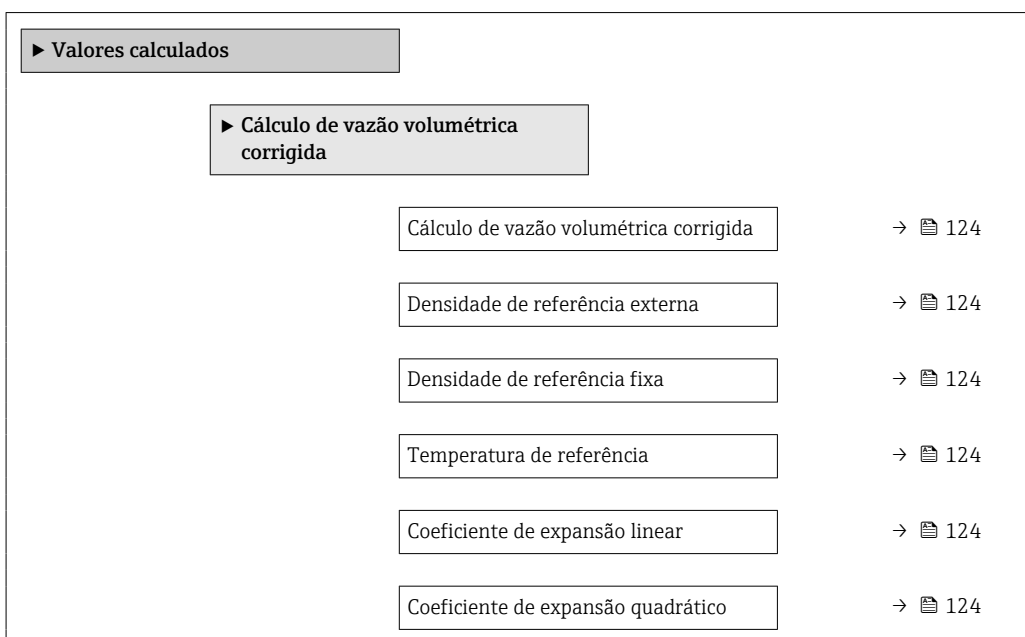 ▶ Valores calculados
▶ Cálculo de vazão volumétrica
corrigida
Cálculo de vazão volumétrica corrigida → 124
Densidade de referência externa → 124
Densidade de referência fixa → 124
Temperatura de referência → 124
Coeficiente de expansão linear → 124
Coeficiente de expansão quadrático → 124